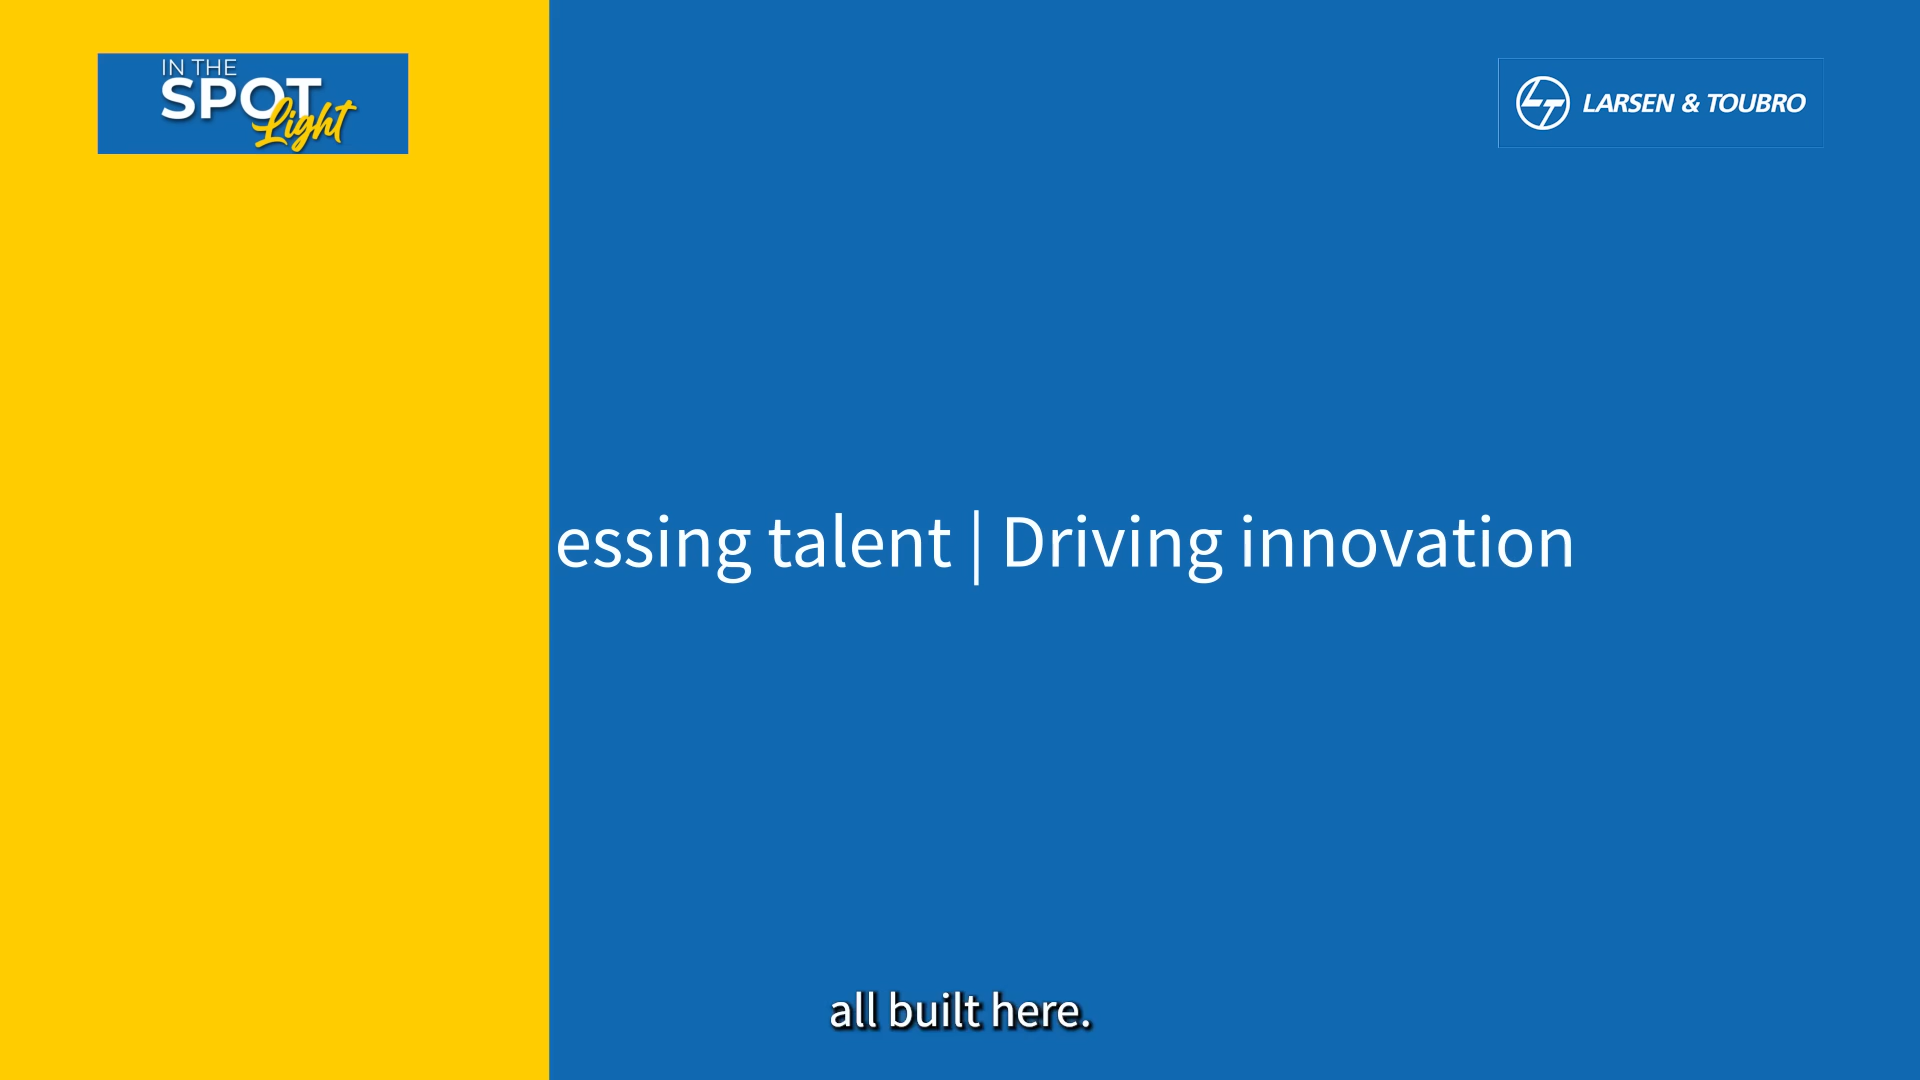 IN THE
SPOT
Light
LARSEN & TOUBRO
essing talent | Driving innovation
all built here.